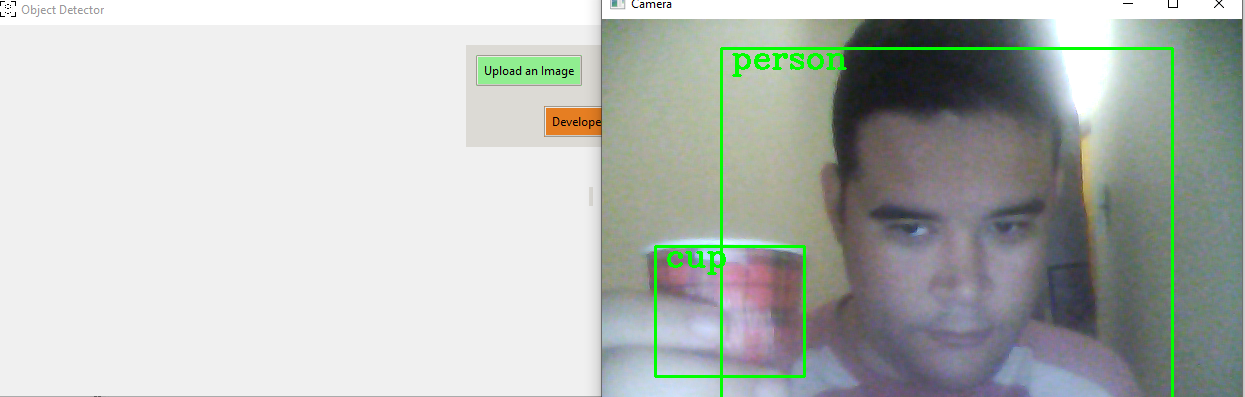 Object Detector
Upload an Image
Develope
Camera
person
cup